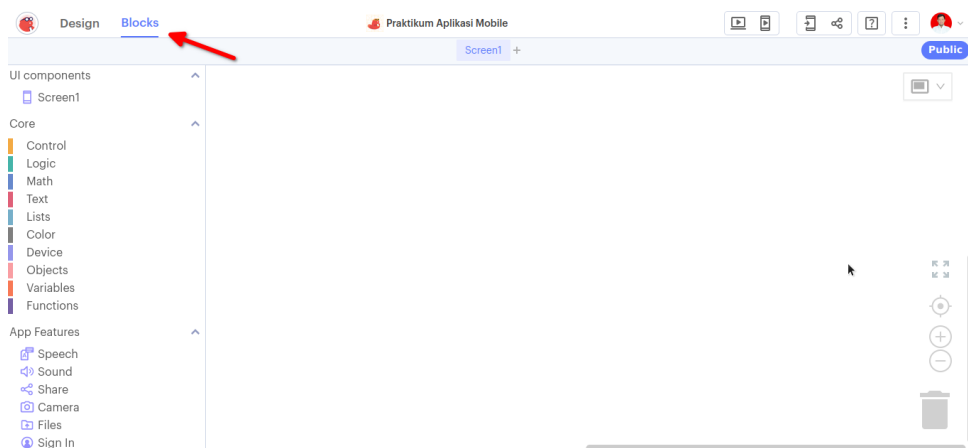 Design
Blocks
Praktikum Aplikasi Mobile
Screen1 +
Public
UI components
Screen1
Core
Control
Logic
Math
Text
Lists
Color
Device
Objects
Variables
Functions
App Features
Speech
Sound
Share
Camera
Files
Sign In